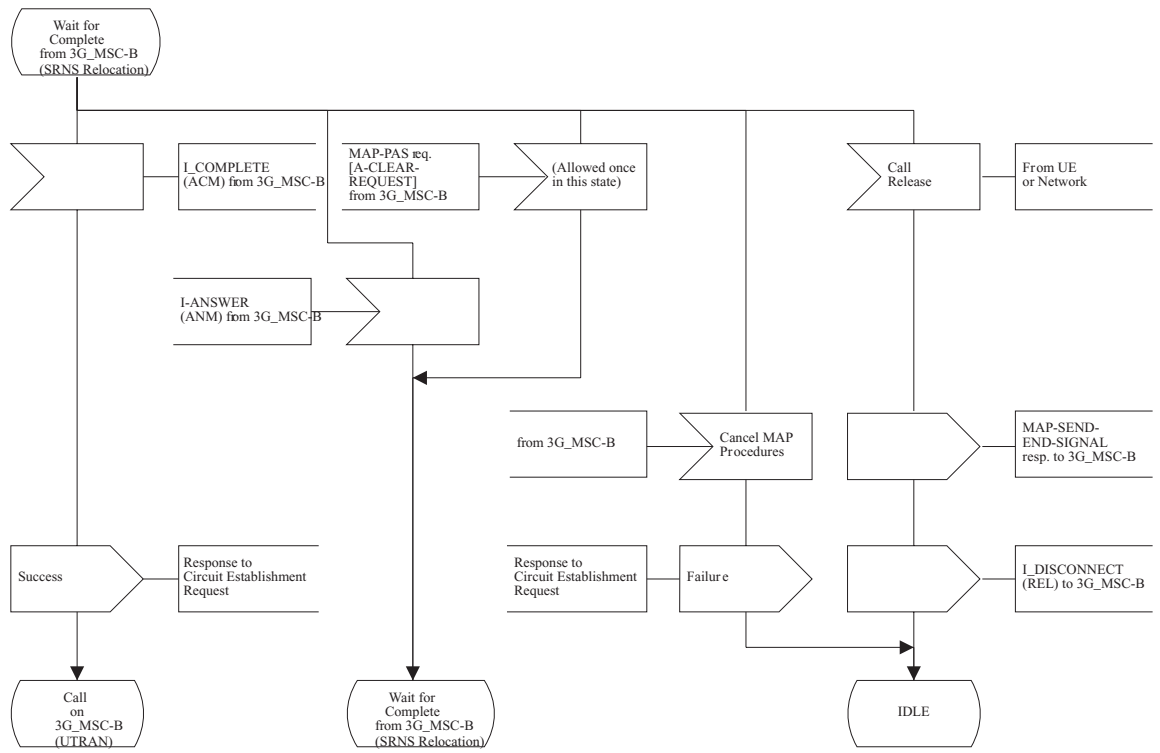 Wait for
Complete
from 3G_MSC-B
(SRNS Relocation)
I_COMPLETE
(ACM) from 3G_MSC-B
MAP-PAS req.
[A-CLEAR-
REQUEST]
from 3G_MSC-B
(Allowed once
in this state)
Call
Release
From UE
or Network
I-ANSWER
(ANM) from 3G_MSC-B
from 3G_MSC-B
Cancel MAP
Procedures
MAP-SEND-
END-SIGNAL
resp. to 3G_MSC-B
Success
Response to
Circuit Establishment
Request
Response to
Circuit Establishment
Request
Failure
I_DISCONNECT
(REL) to 3G_MSC-B
Call
on
3G_MSC-B
(UTRAN)
Wait for
Complete
from 3G_MSC-B
(SRNS Relocation)
IDLE